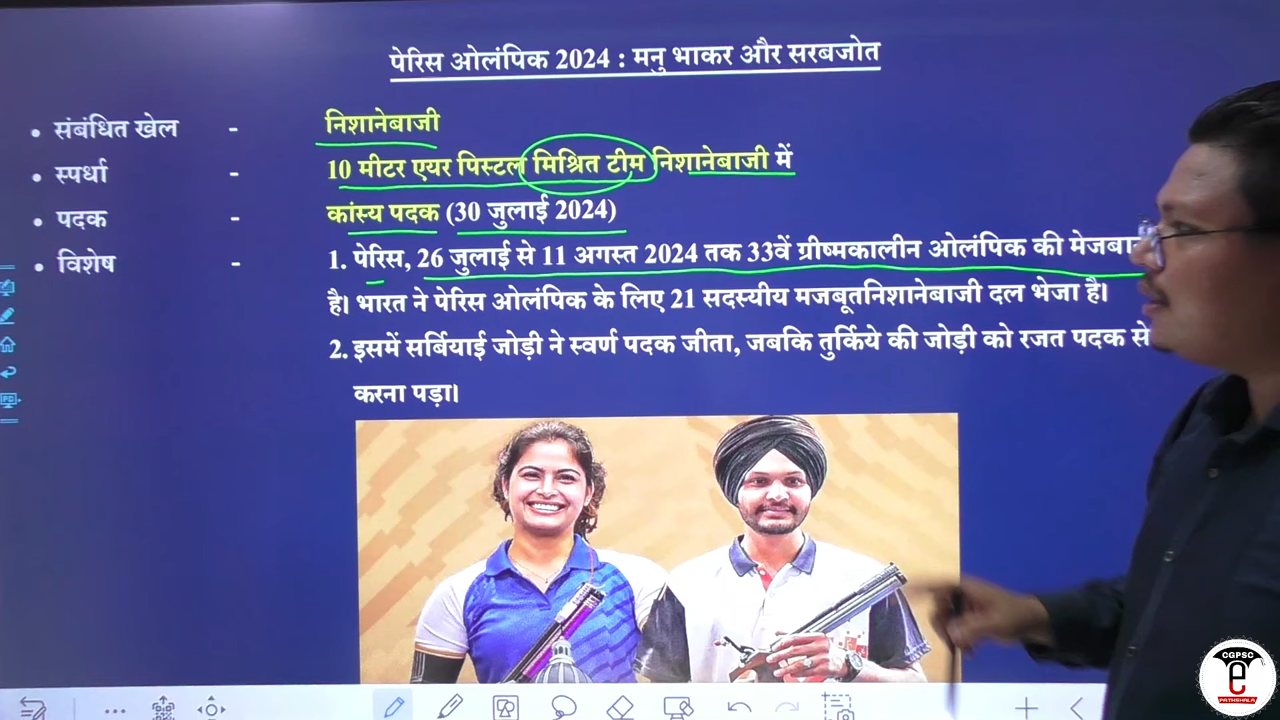 पेरिस ओलंपिक 2024 : मनु भाकर और सरबजोत
संबंधित खेल - निशानेबाजी
स्पर्धा - 10 मीटर एयर पिस्टल मिश्रित टीम निशानेबाजी में
पदक - कांस्य पदक (30 जुलाई 2024)
विशेष - 1. पेरिस, 26 जुलाई से 11 अगस्त 2024 तक 33वें ग्रीष्मकालीन ओलंपिक की
है। भारत ने पेरिस ओलंपिक के लिए 21 सदस्यीय मजबूतनिशानेबाजी दल भेजा है।
2. इसमें सर्बियाई जोड़ी ने स्वर्ण पदक जीता, जबकि तुर्किये की जोड़ी को रजत पदक से
करना पड़ा।
CGPSC
e
PATHSHALA